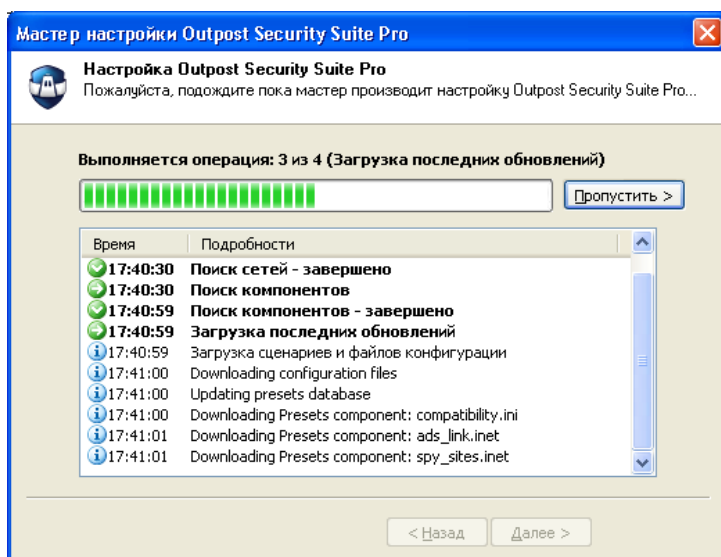 Мастер настройки Outpost Security Suite Pro
Настройка Outpost Security Suite Pro
Пожалуйста, подождите пока мастер производит настройку Outpost Security Suite Pro...
Выполняется операция: 3 из 4 (Загрузка последних обновлений)
Пропустить >
Время Подробности
17:40:30 Поиск сетей - завершено
17:40:30 Поиск компонентов
17:40:59 Поиск компонентов - завершено
17:40:59 Загрузка последних обновлений
17:40:59 Загрузка сценариев и файлов конфигурации
17:41:00 Downloading configuration files
17:41:00 Updating presets database
17:41:00 Downloading Presets component: compatibility.ini
17:41:01 Downloading Presets component: ads_link.inet
17:41:01 Downloading Presets component: spy_sites.inet
< Назад Далее >